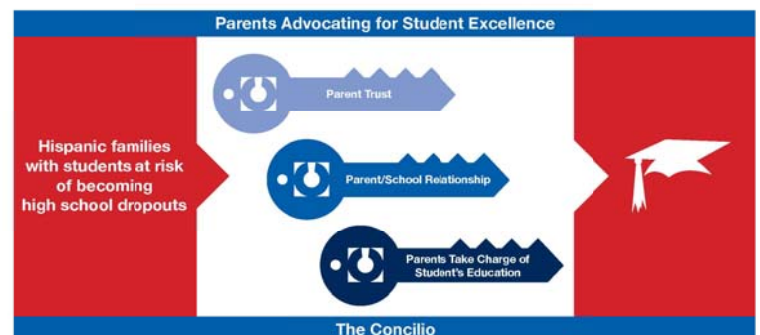 Parents Advocating for Student Excellence
Hispanic families
with students at risk
of becoming
high school dropouts
Parent Trust
Parent/School Relationship
Parents Take Charge of
Student's Education
The Concilio